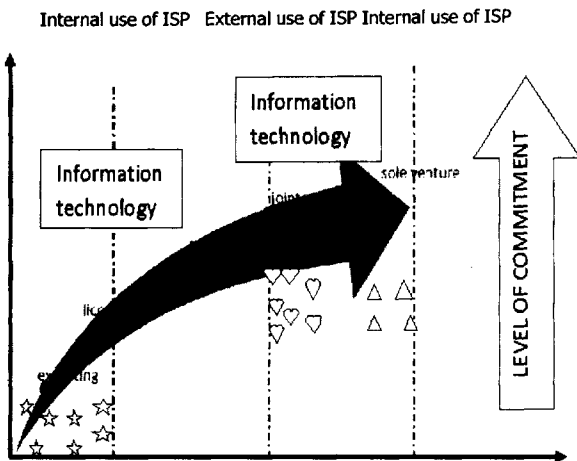 Internal use of ISP External use of ISP Internal use of ISP
Information
technology
sole venture
Information
technology
LEVEL OF COMMITMENT